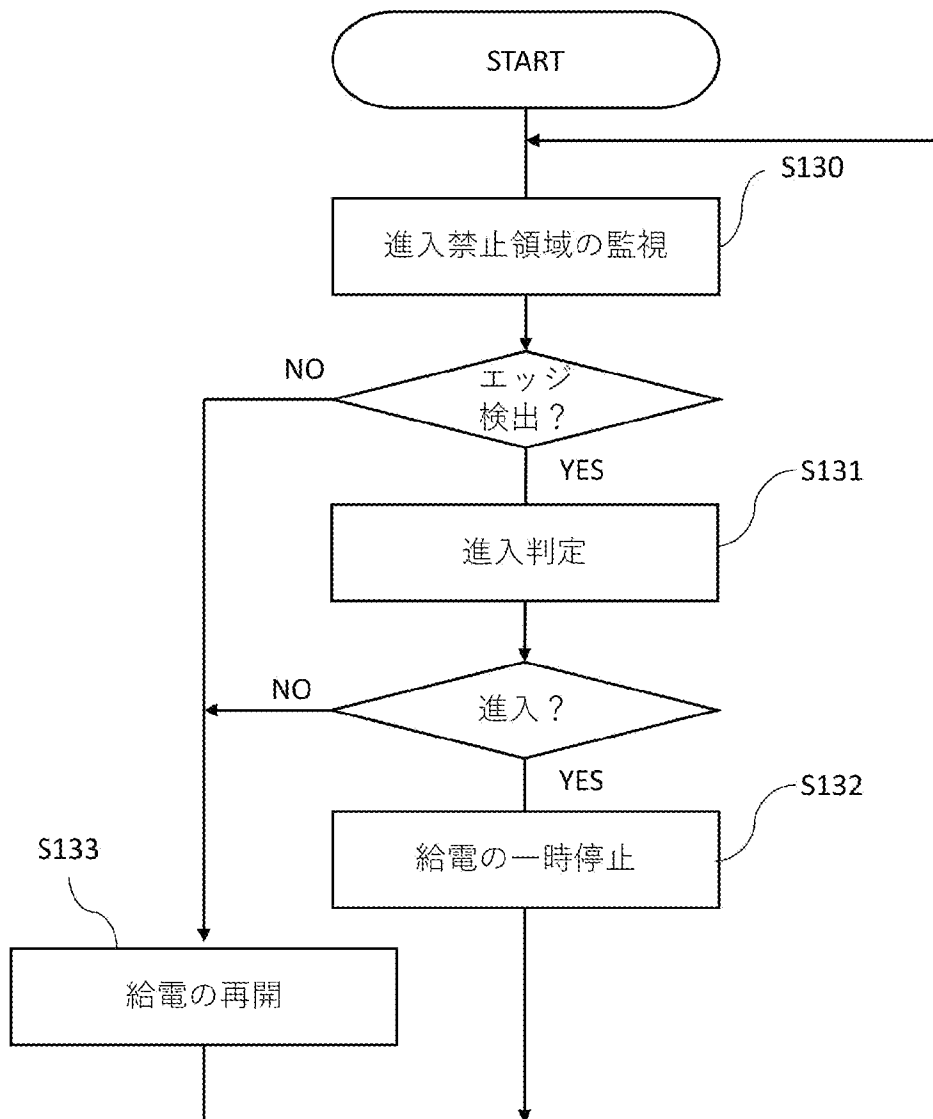 START
S130
進入禁止領域の監視
NO
エッジ
検出？
YES
S131
進入判定
NO
進入？
YES
S132
給電の一時停止
S133
給電の再開